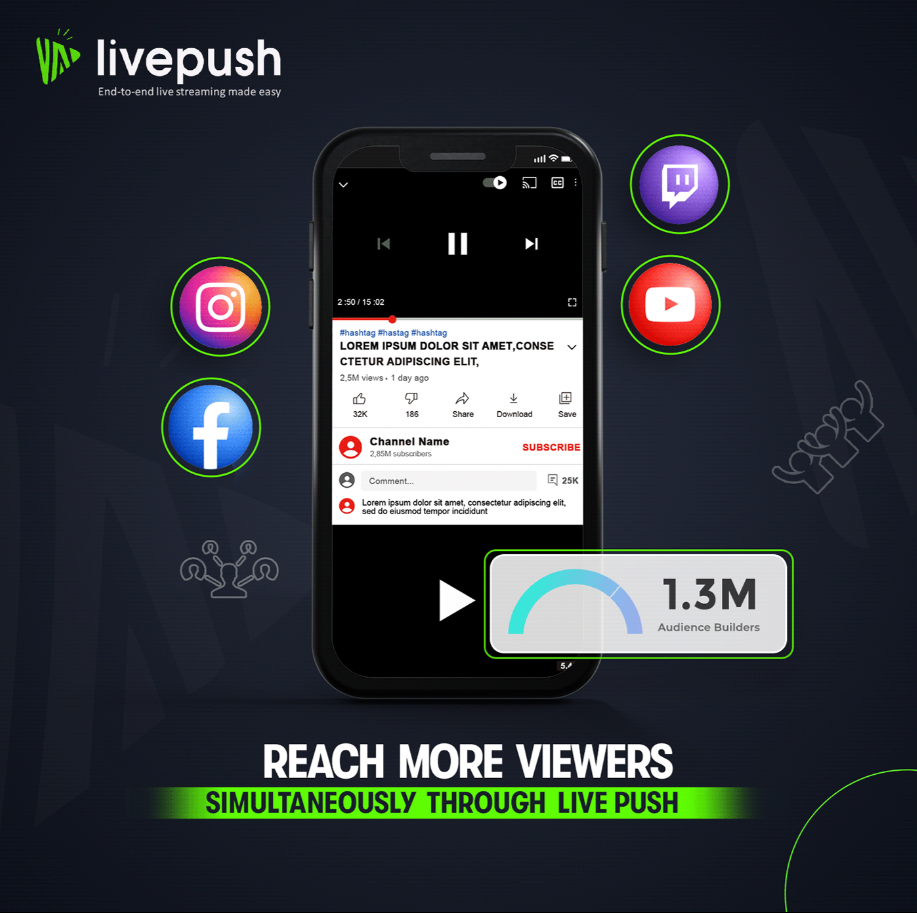 livepush
End-to-end live streaming made easy
CC
2:50 / 15:02
#hashtag #hastag #hashtag
LOREM IPSUM DOLOR SIT AMET,CONSE
CTETUR ADIPISCING ELIT,
2,5M views • 1 day ago
32K
186
Share
Download
Save
Channel Name
2,85M subscribers
SUBSCRIBE
Comment...
25K
Lorem ipsum dolor sit amet, consectetur adipiscing elit,
sed do eiusmod tempor incididunt
1.3M
Audience Builders
REACH MORE VIEWERS
SIMULTANEOUSLY THROUGH LIVE PUSH